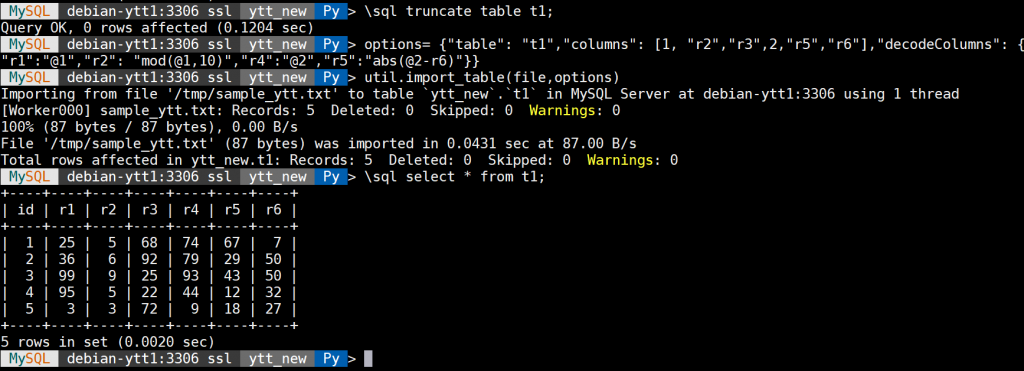 MySQL debian-ytt1:3306 ssl ytt_new Py > \sql truncate table t1;
Query OK, 0 rows affected (0.1204 sec)
MySQL debian-ytt1:3306 ssl ytt_new Py > options= {"table": "t1","columns": [1, "r2","r3",2,"r5","r6"],"decodeColumns": {
"r1":"@1","r2": "mod(@1,10)","r4":"@2","r5":"abs(@2-r6)"}}
MySQL debian-ytt1:3306 ssl ytt_new Py > util.import_table(file,options)
Importing from file '/tmp/sample_ytt.txt' to table `ytt_new`.`t1` in MySQL Server at debian-ytt1:3306 using 1 thread
[Worker000] sample_ytt.txt: Records: 5  Deleted: 0  Skipped: 0  Warnings: 0
100% (87 bytes / 87 bytes), 0.00 B/s
File '/tmp/sample_ytt.txt' (87 bytes) was imported in 0.0431 sec at 87.00 B/s
Total rows affected in ytt_new.t1: Records: 5  Deleted: 0  Skipped: 0  Warnings: 0
MySQL debian-ytt1:3306 ssl ytt_new Py > \sql select * from t1;
+----+----+----+----+----+----+----+
| id | r1 | r2 | r3 | r4 | r5 | r6 |
+----+----+----+----+----+----+----+
|  1 | 25 |  5 | 68 | 74 | 67 |  7 |
|  2 | 36 |  6 | 92 | 79 | 29 | 50 |
|  3 | 99 |  9 | 25 | 93 | 43 | 50 |
|  4 | 95 |  5 | 22 | 44 | 12 | 32 |
|  5 |  3 |  3 | 72 |  9 | 18 | 27 |
+----+----+----+----+----+----+----+
5 rows in set (0.0020 sec)
MySQL debian-ytt1:3306 ssl ytt_new Py >